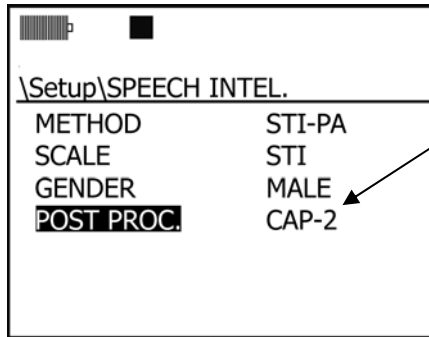 \Setup\SPEECH INTEL.
METHOD STI-PA
SCALE STI
GENDER MALE
POST PROC. CAP-2